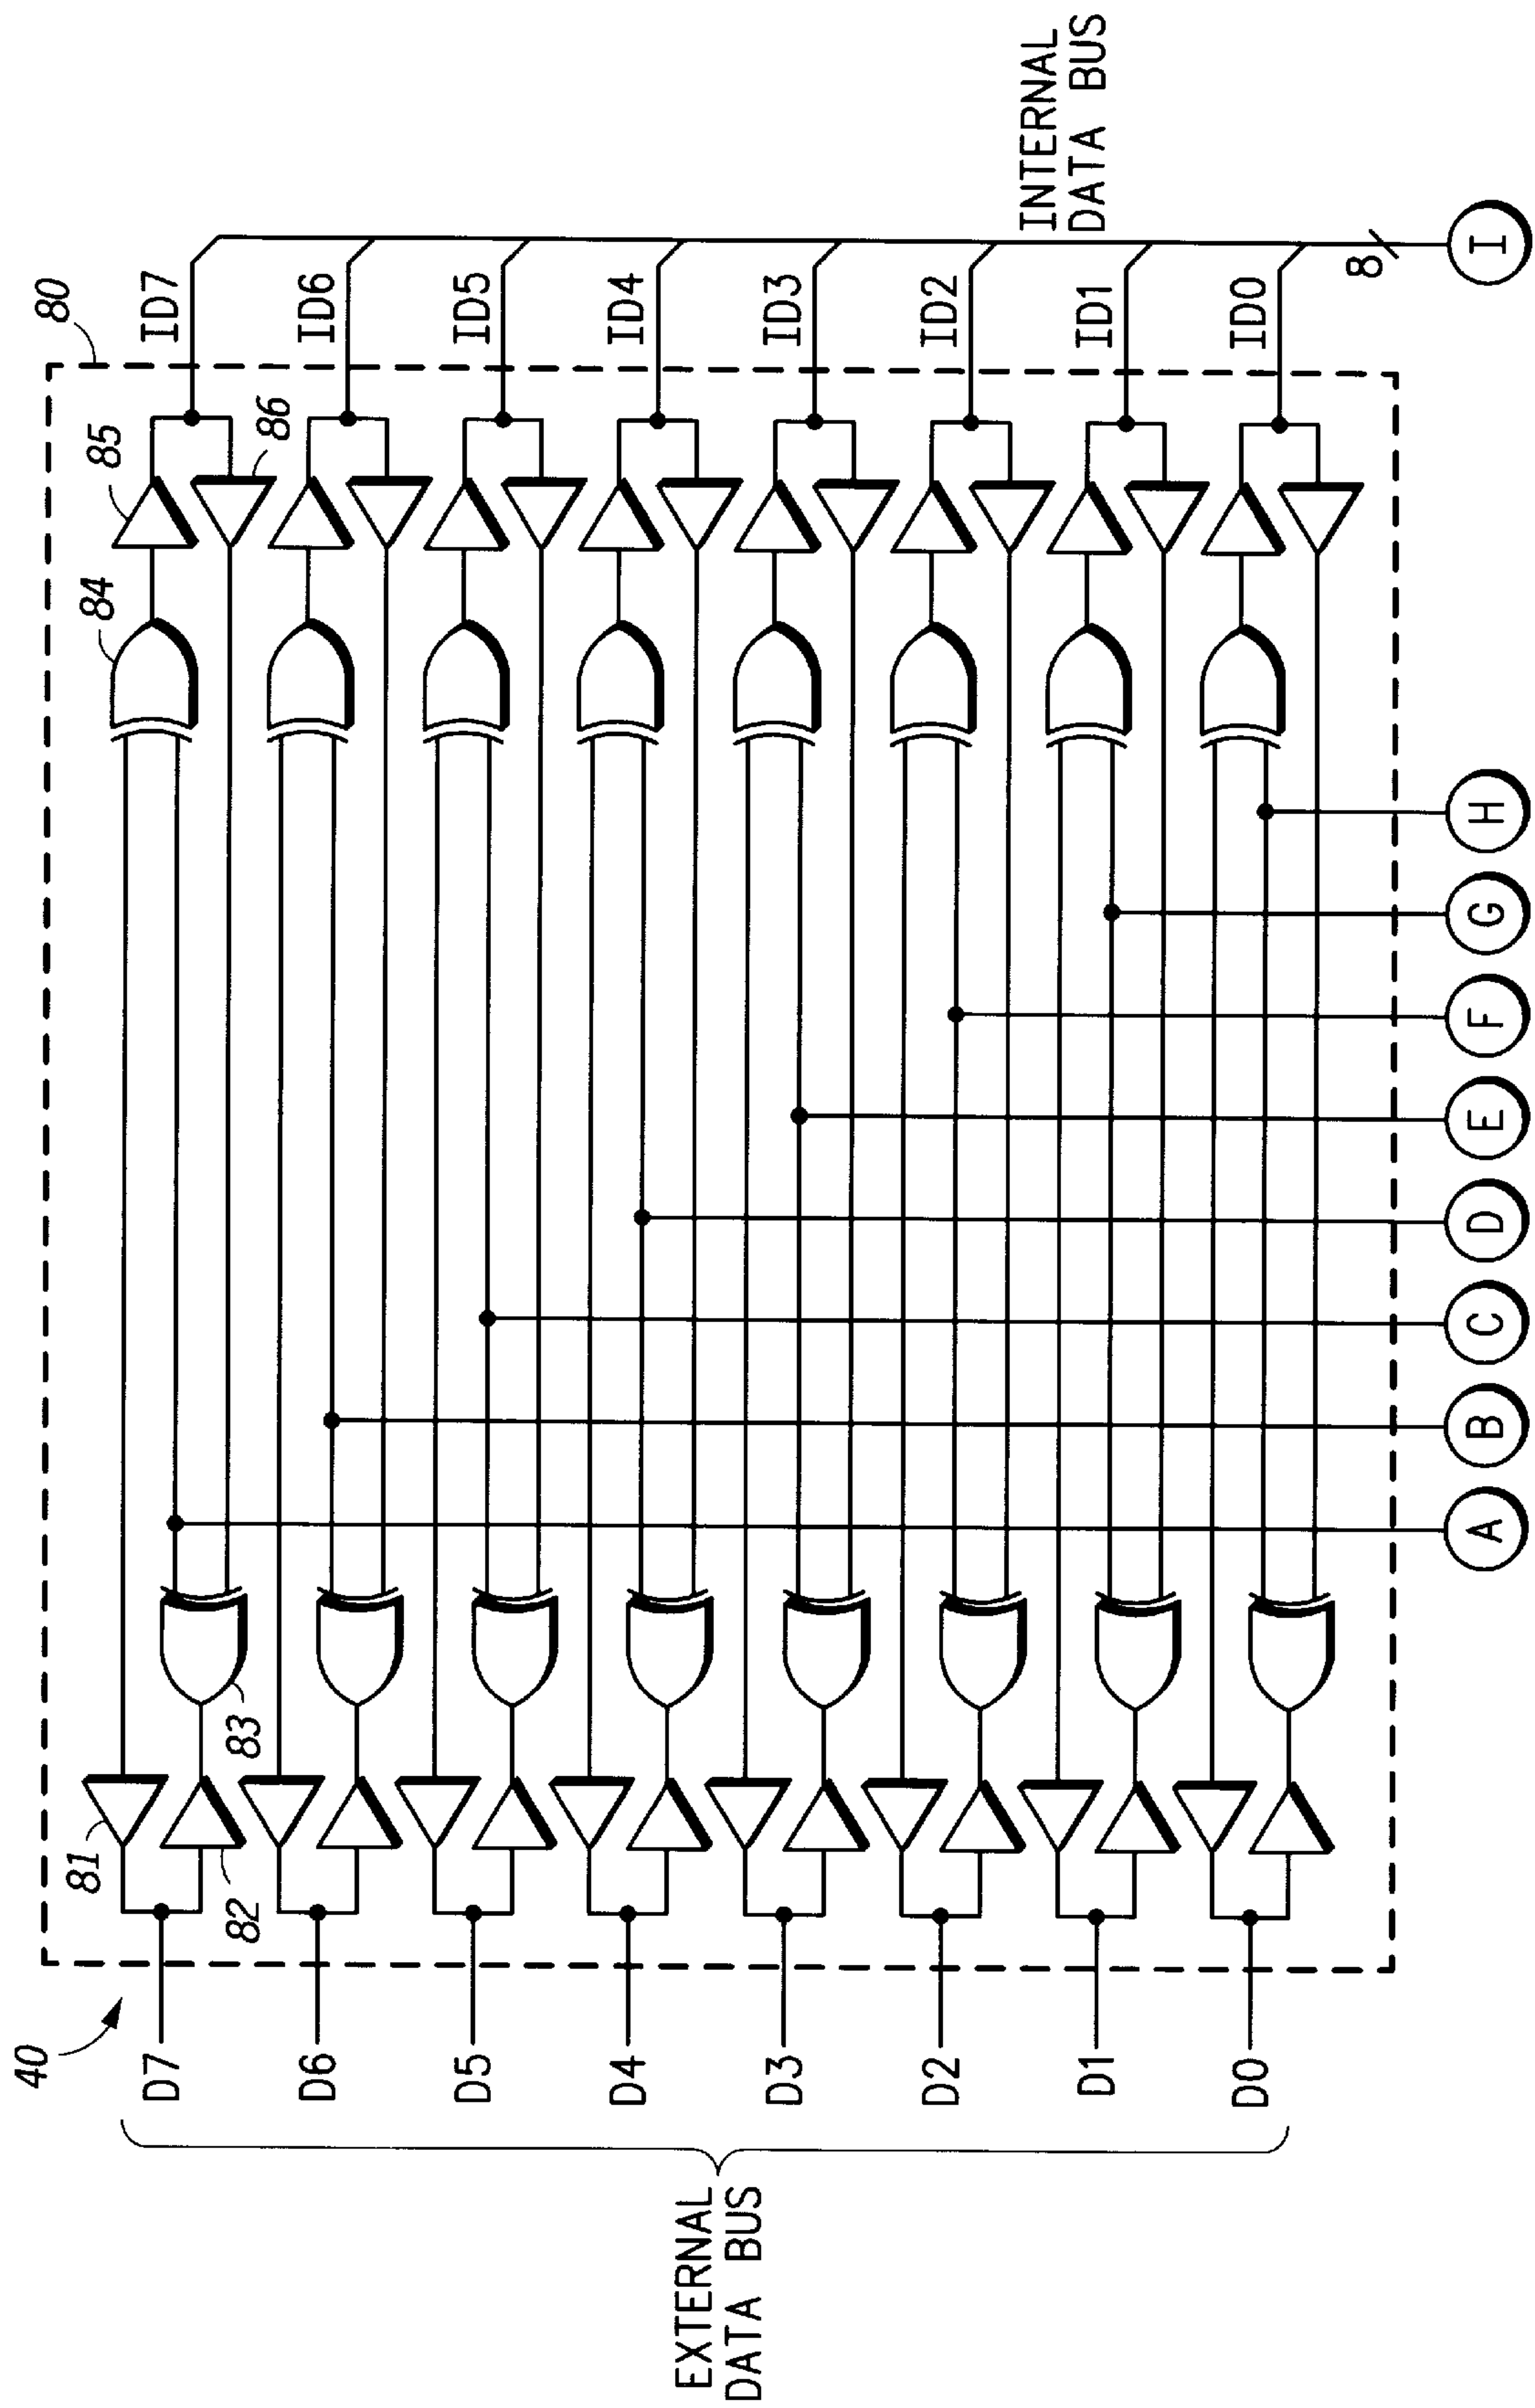 40
80
EXTERNAL
DATA BUS
D7
D6
D5
D4
D3
D2
D1
D0
81
82
83
84
85
86
ID7
ID6
ID5
ID4
ID3
ID2
ID1
ID0
INTERNAL
DATA BUS
8
A B C D E F G H I